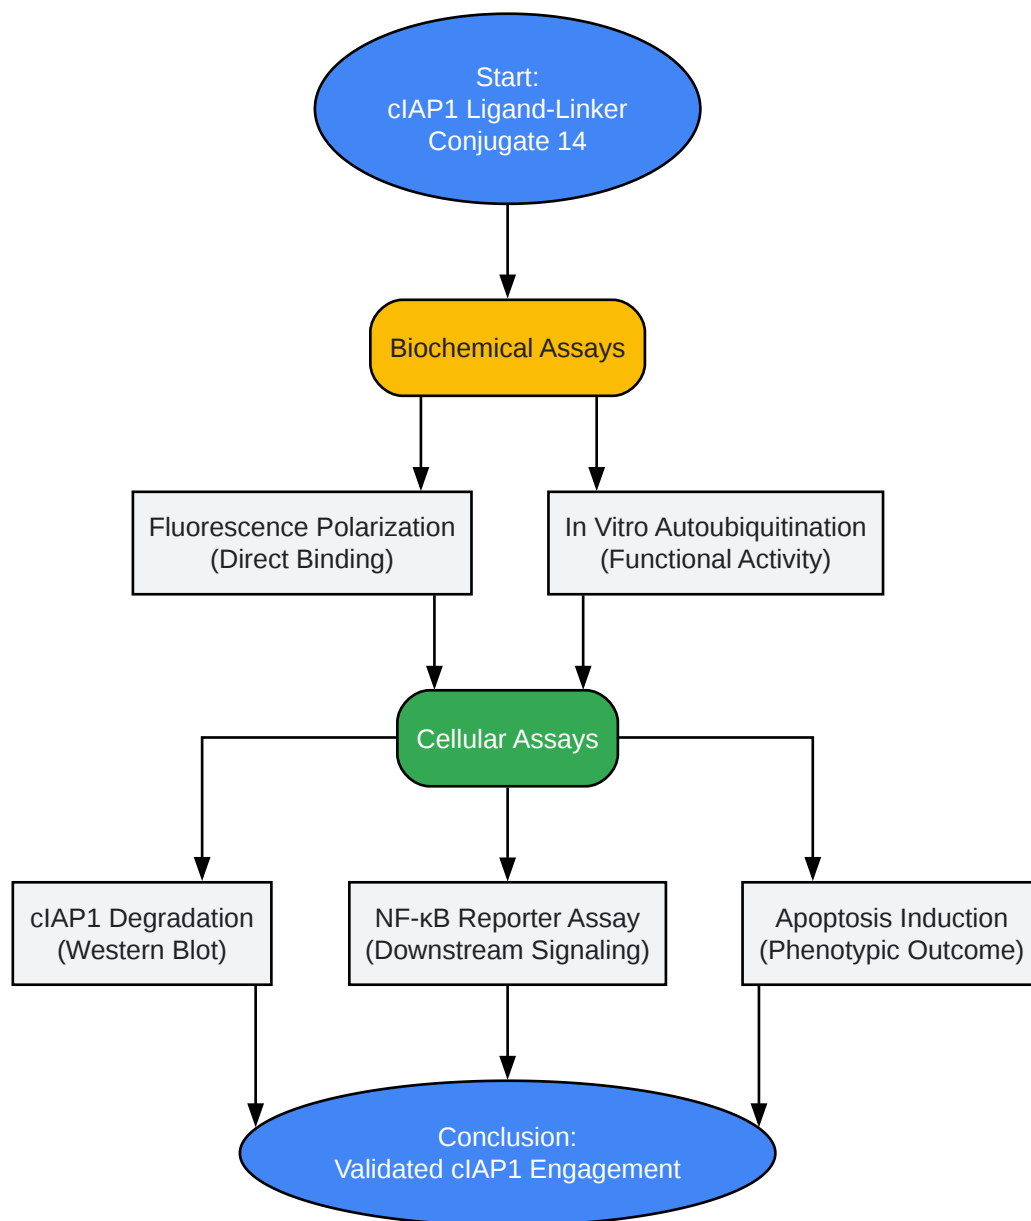 Start:
cIAP1 Ligand-Linker
Conjugate 14
Biochemical Assays
Fluorescence Polarization
(Direct Binding)
In Vitro Autoubiquitination
(Functional Activity)
Cellular Assays
cIAP1 Degradation
(Western Blot)
NF-κB Reporter Assay
(Downstream Signaling)
Apoptosis Induction
(Phenotypic Outcome)
Conclusion:
Validated cIAP1 Engagement